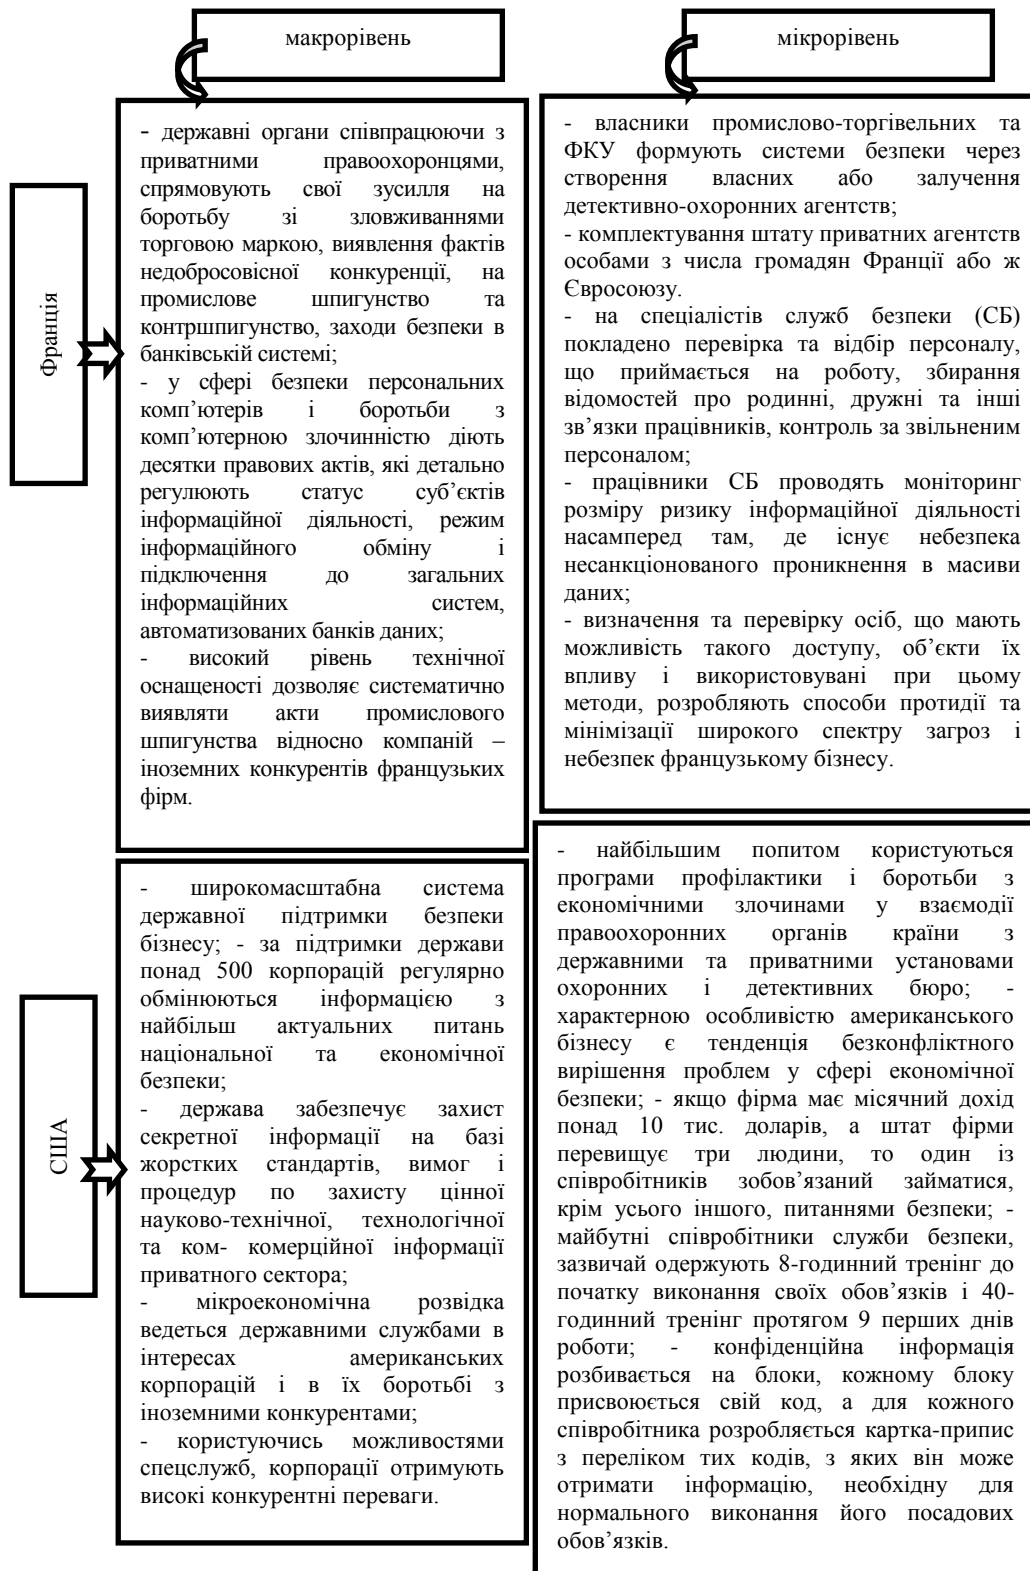 макрорівень
мікрорівень
Франція
- державні органи співпрацюючи з
приватними правоохоронцями,
спрямовують свої зусилля на
боротьбу зі зловживаннями
торговою маркою, виявлення фактів
недобросовісної конкуренції, на
промислове шпигунство та
контршпигунство, заходи безпеки в
банківській системі;
- у сфері безпеки персональних
комп’ютерів і боротьби з
комп’ютерною злочинністю діють
десятки правових актів, які детально
регулюють статус суб’єктів
інформаційної діяльності, режим
інформаційного обміну і
підключення до загальних
інформаційних систем,
автоматизованих банків даних;
- високий рівень технічної
оснащеності дозволяє систематично
виявляти акти промислового
шпигунства відносно компаній –
іноземних конкурентів французьких
фірм.
- власники промислово-торгівельних та
ФКУ формують системи безпеки через
створення власних або залучення
детективно-охоронних агентств;
- комплектування штату приватних агентств
особами з числа громадян Франції або ж
Євросоюзу.
- на спеціалістів служб безпеки (СБ)
покладено перевірка та відбір персоналу,
що приймається на роботу, збирання
відомостей про родинні, дружні та інші
зв’язки працівників, контроль за звільненим
персоналом;
- працівники СБ проводять моніторинг
розміру ризику інформаційної діяльності
насамперед там, де існує небезпека
несанкціонованого проникнення в масиви
даних;
- визначення та перевірку осіб, що мають
можливість такого доступу, об’єкти їх
впливу і використовувані при цьому
методи, розробляють способи протидії та
мінімізації широкого спектру загроз і
небезпек французькому бізнесу.
США
- широкомасштабна система
державної підтримки безпеки
бізнесу; - за підтримки держави
понад 500 корпорацій регулярно
обмінюються інформацією з
найбільш актуальних питань
національної та економічної
безпеки;
- держава забезпечує захист
секретної інформації на базі
жорстких стандартів, вимог і
процедур по захисту цінної
науково-технічної, технологічної
та ком- комерційної інформації
приватного сектора;
- мікроекономічна розвідка
ведеться державними службами в
інтересах американських
корпорацій і в їх боротьбі з
іноземними конкурентами;
- користуючись можливостями
спецслужб, корпорації отримують
високі конкурентні переваги.
- найбільшим попитом користуються
програми профілактики і боротьби з
економічними злочинами у взаємодії
правоохоронних органів країни з
державними та приватними установами
охоронних і детективних бюро; -
характерною особливістю американського
бізнесу є тенденція безконфліктного
вирішення проблем у сфері економічної
безпеки; - якщо фірма має місячний дохід
понад 10 тис. доларів, а штат фірми
перевищує три людини, то один із
співробітників зобов’язаний займатися,
крім усього іншого, питаннями безпеки; -
майбутні співробітники служби безпеки,
зазвичай одержують 8-годинний тренінг до
початку виконання своїх обов’язків і 40-
годинний тренінг протягом 9 перших днів
роботи; - конфіденційна інформація
розбивається на блоки, кожному блоку
присвоюється свій код, а для кожного
співробітника розробляється картка-припис
з переліком тих кодів, з яких він може
отримати інформацію, необхідну для
нормального виконання його посадових
обов’язків.